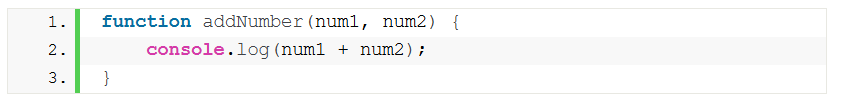 1. function addNumber(num1, num2) {
2.     console.log(num1 + num2);
3. }